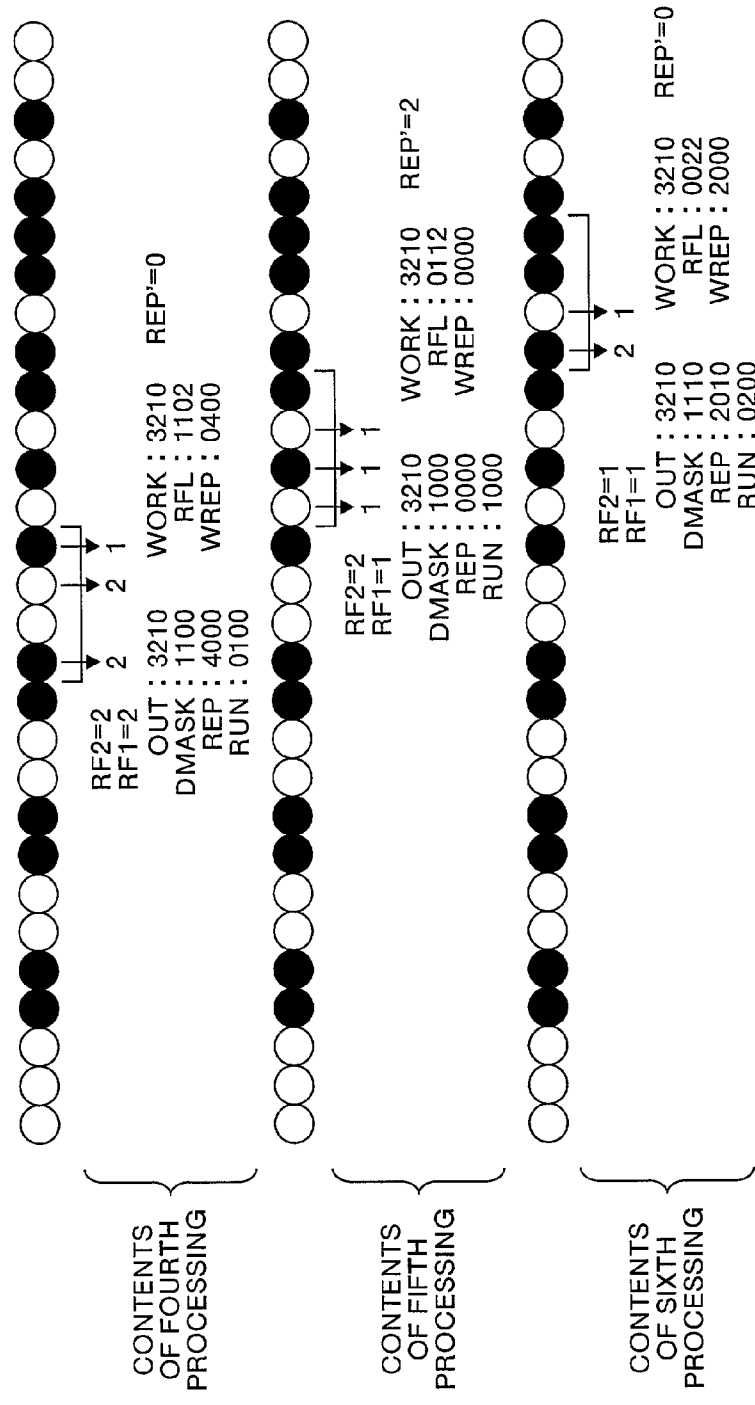 CONTENTS
OF FOURTH
PROCESSING
2 2 1
RF2=2
RF1=2
OUT : 3210
DMASK : 1100
REP : 4000
RUN : 0100
WORK : 3210
RFL : 1102
WREP : 0400
REP'=0
CONTENTS
OF FIFTH
PROCESSING
1 1 1
RF2=2
RF1=1
OUT : 3210
DMASK : 1000
REP : 0000
RUN : 1000
WORK : 3210
RFL : 0112
WREP : 0000
REP'=2
CONTENTS
OF SIXTH
PROCESSING
2 1
RF2=1
RF1=1
OUT : 3210
DMASK : 1110
REP : 2010
RUN : 0200
WORK : 3210
RFL : 0022
WREP : 2000
REP'=0